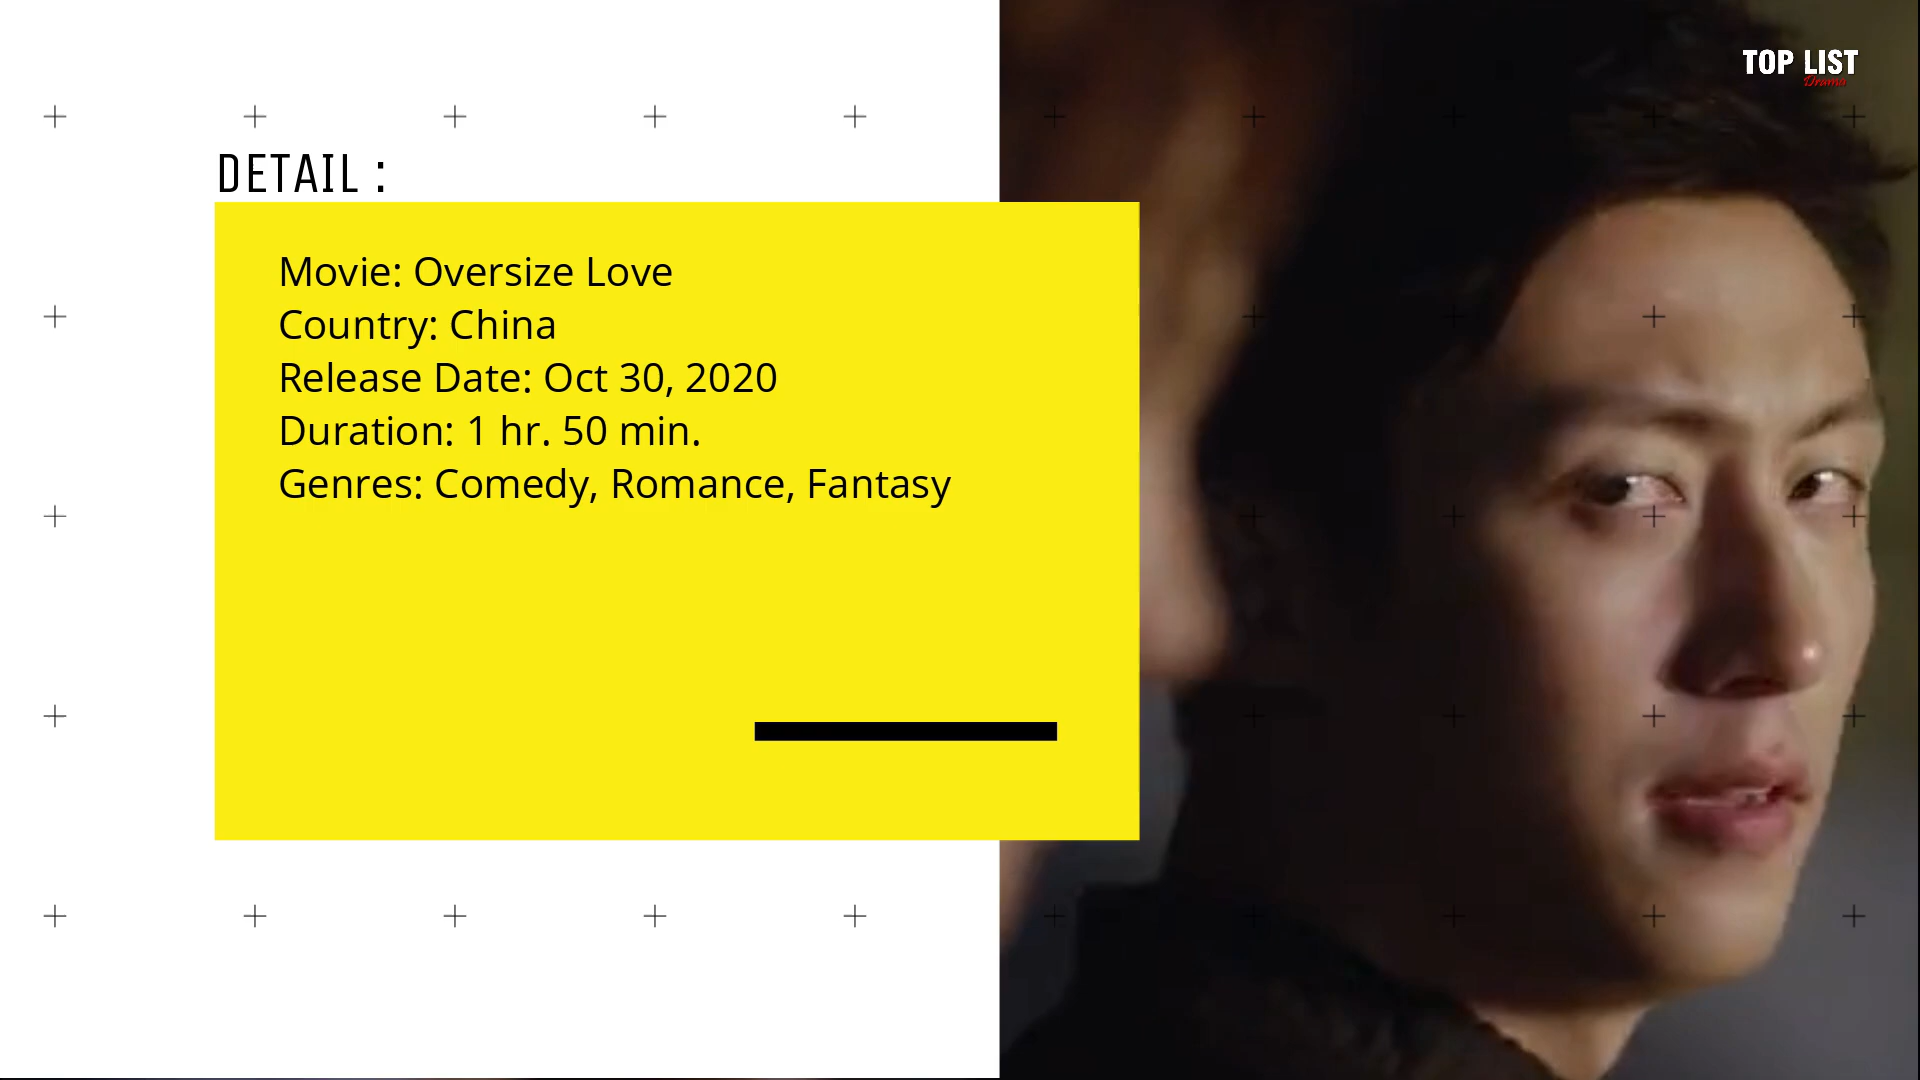 TOP LIST
Drama
DETAIL :
Movie: Oversize Love
Country: China
Release Date: Oct 30, 2020
Duration: 1 hr. 50 min.
Genres: Comedy, Romance, Fantasy